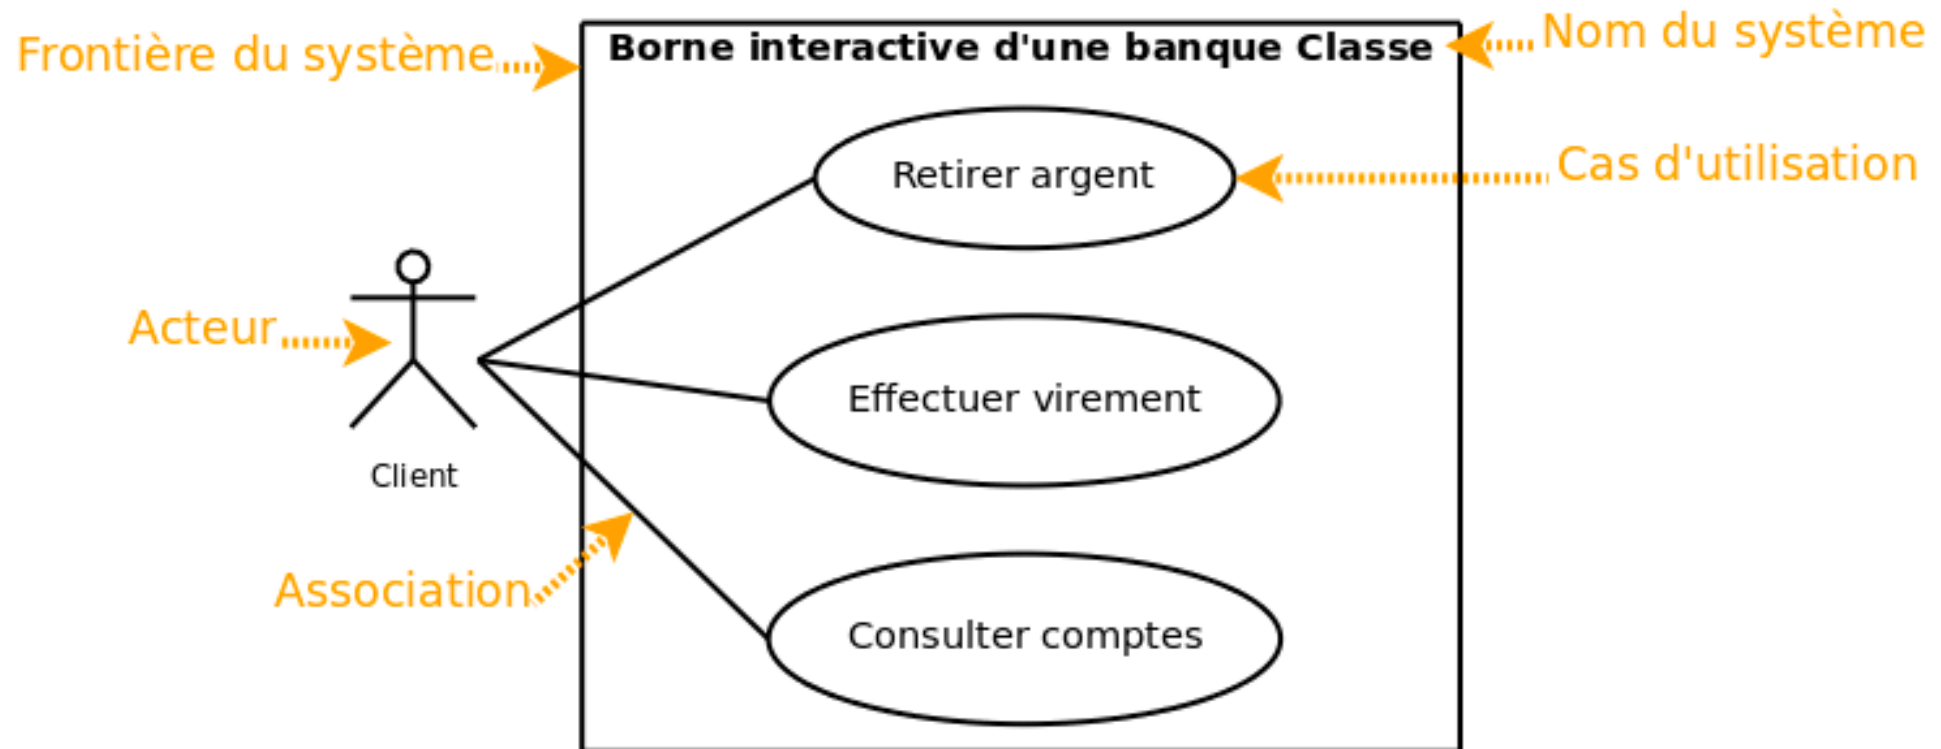 Frontière du système
Borne interactive d'une banque Classe
Nom du système
Retirer argent
Cas d'utilisation
Acteur
Effectuer virement
Client
Association
Consulter comptes